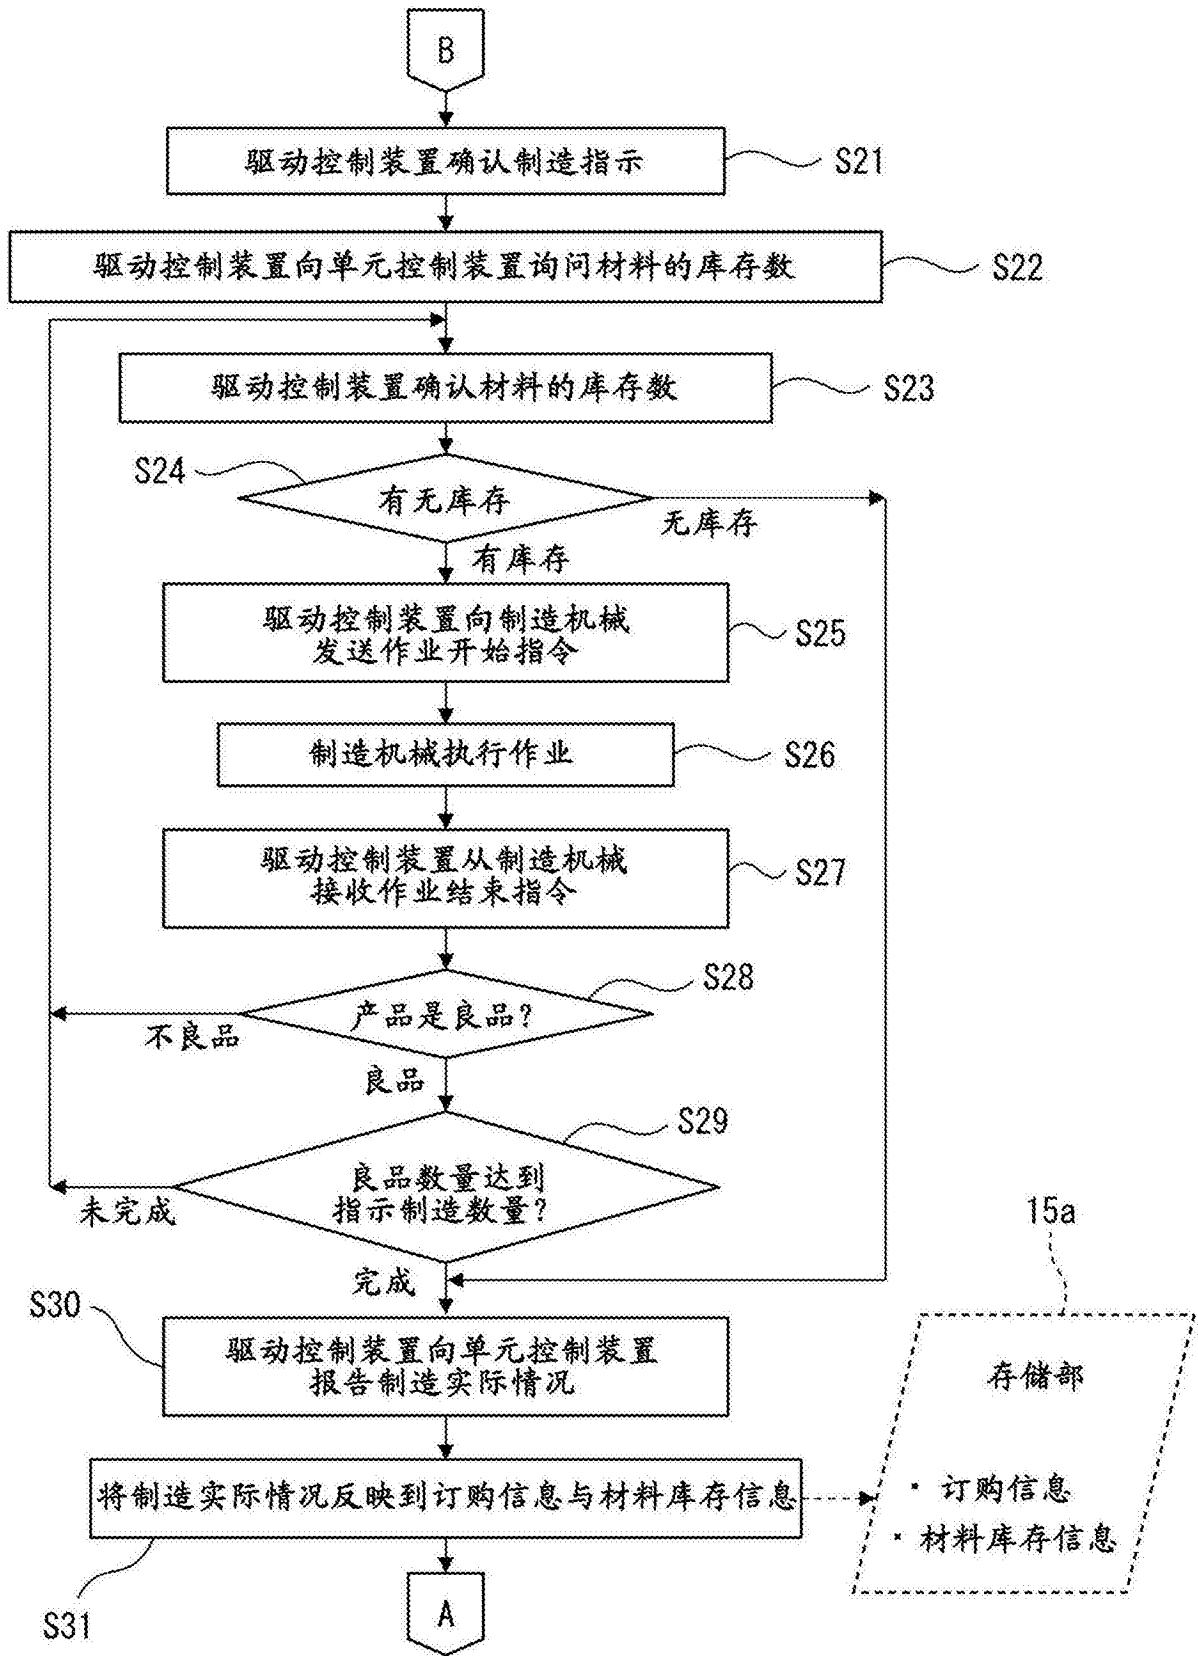 B
驱动控制装置确认制造指示
S21
驱动控制装置向单元控制装置询问材料的库存数
S22
驱动控制装置确认材料的库存数
S23
S24
有无库存
无库存
有库存
驱动控制装置向制造机械
发送作业开始指令
S25
制造机械执行作业
S26
驱动控制装置从制造机械
接收作业结束指令
S27
S28
产品是良品?
不良品
良品
S29
良品数量达到
指示制造数量?
未完成
完成
15a
S30
驱动控制装置向单元控制装置
报告制造实际情况
存储部
将制造实际情况反映到订购信息与材料库存信息
・订购信息
・材料库存信息
S31
A